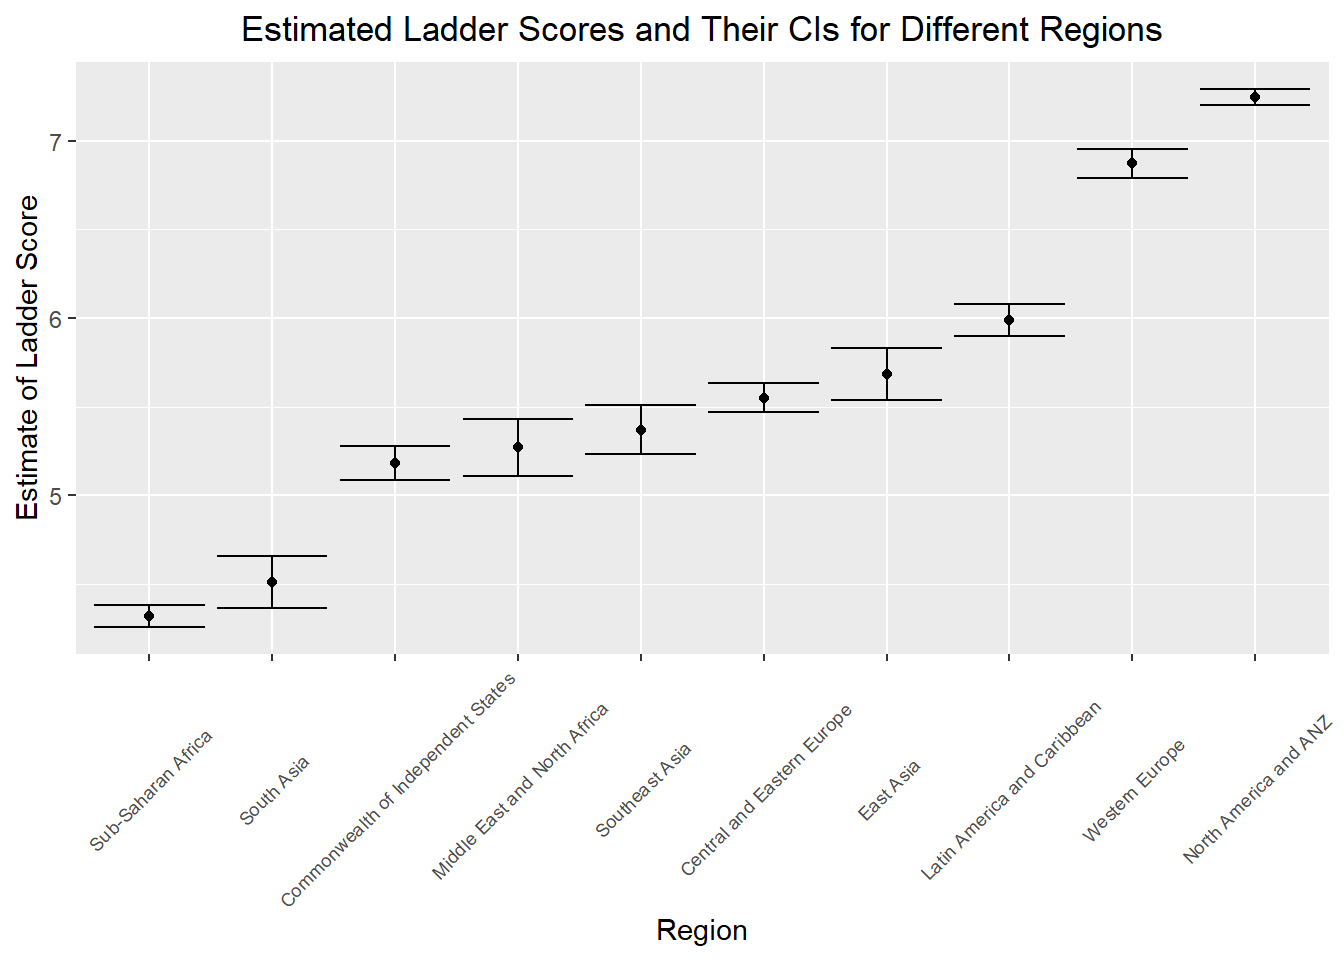 Estimated Ladder Scores and Their CIs for Different Regions
Estimate of Ladder Score
7
6
5
Sub-Saharan Africa
South Asia
Commonwealth of Independent States
Middle East and North Africa
Southeast Asia
Central and Eastern Europe
East Asia
Latin America and Caribbean
Western Europe
North America and ANZ
Region